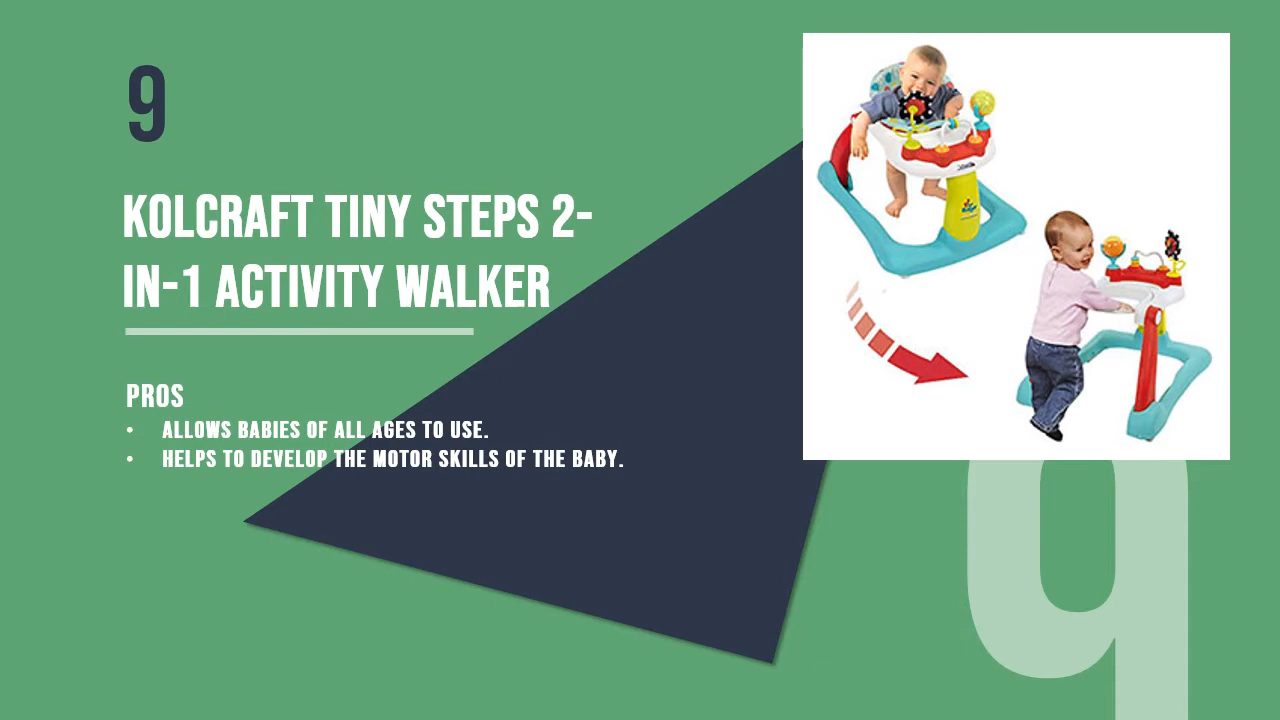 9
KOLCRAFT TINY STEPS 2-
IN-1 ACTIVITY WALKER
PROS
• ALLOWS BABIES OF ALL AGES TO USE.
• HELPS TO DEVELOP THE MOTOR SKILLS OF THE BABY.
9